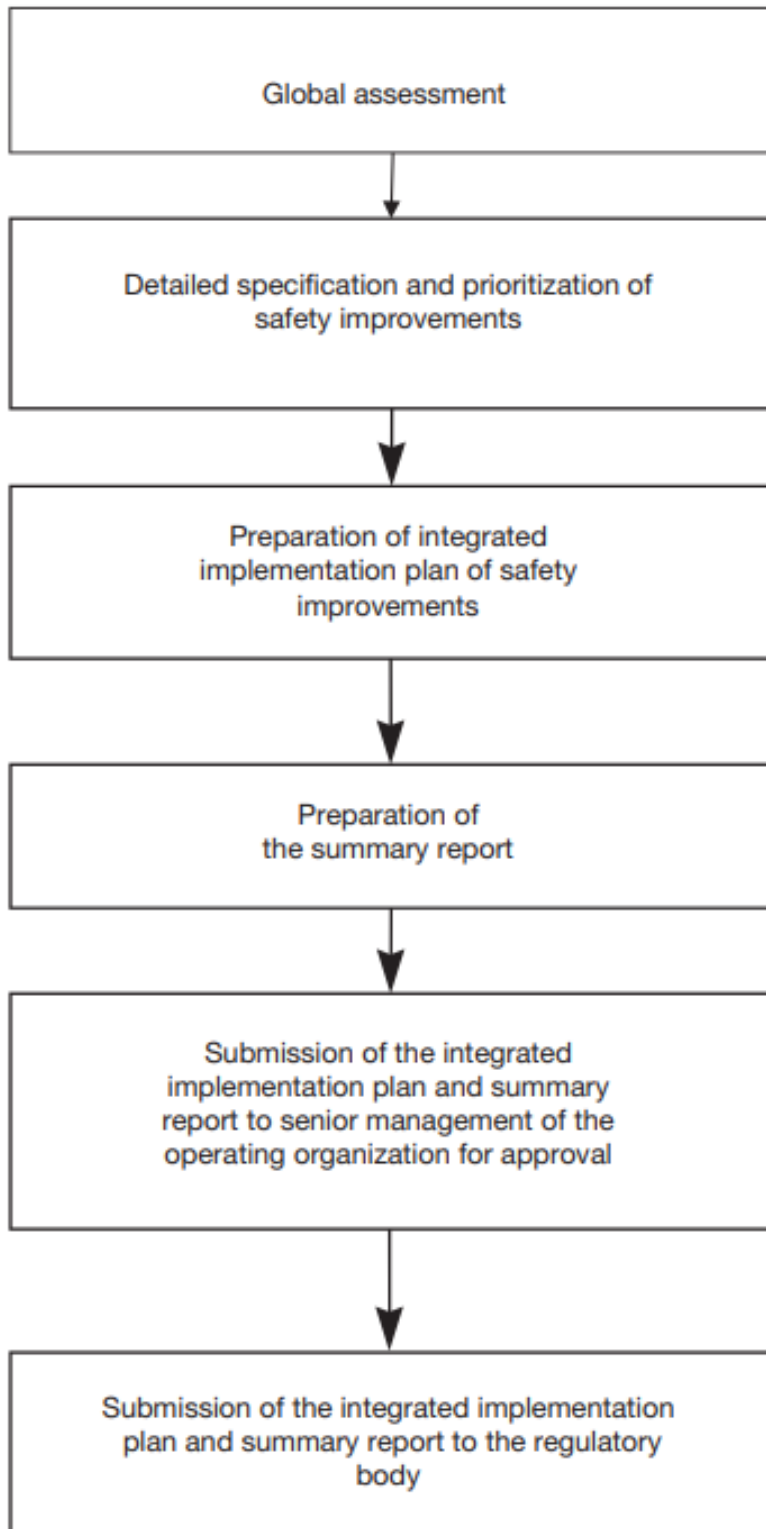 Global assessment
Detailed specification and prioritization of
safety improvements
Preparation of integrated
implementation plan of safety
improvements
Preparation of
the summary report
Submission of the integrated
implementation plan and summary
report to senior management of the
operating organization for approval
Submission of the integrated implementation
plan and summary report to the regulatory
body